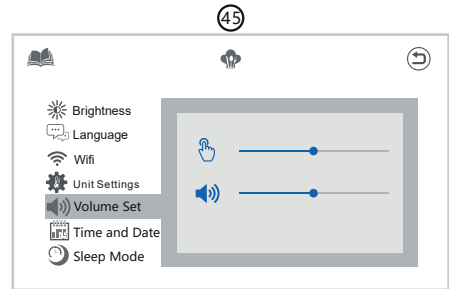 45
Brightness
Language
Wifi
Unit Settings
Volume Set
Time and Date
Sleep Mode